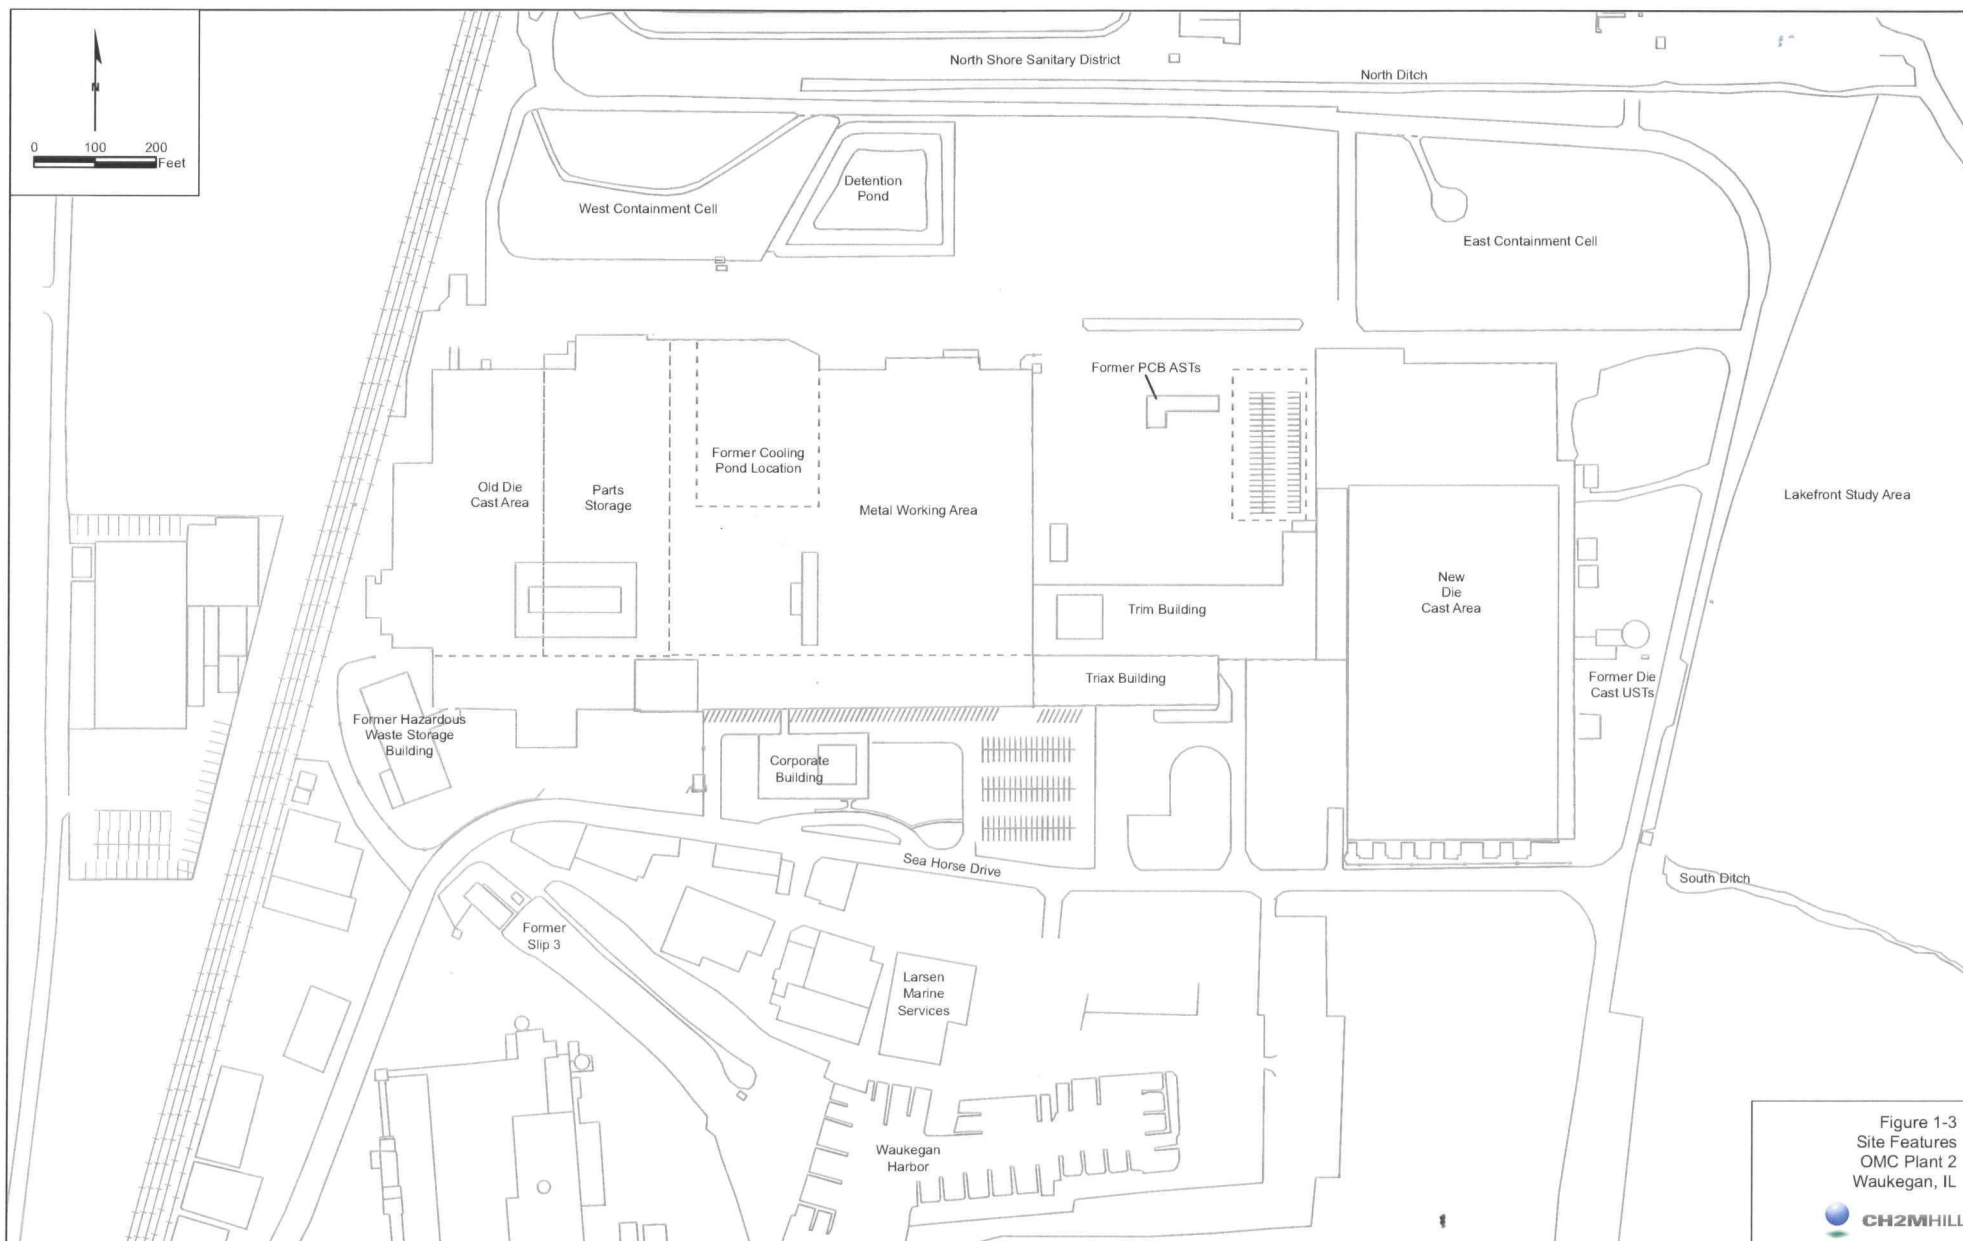 N
0 100 200
Feet
North Shore Sanitary District
North Ditch
West Containment Cell
Detention
Pond
East Containment Cell
Former PCB ASTs
Former Cooling
Pond Location
Old Die
Cast Area
Parts
Storage
Metal Working Area
Lakefront Study Area
New
Die
Cast Area
Trim Building
Triax Building
Former Die
Cast USTs
Former Hazardous
Waste Storage
Building
Corporate
Building
Sea Horse Drive
South Ditch
Former
Slip 3
Larsen
Marine
Services
Waukegan
Harbor
Figure 1-3
Site Features
OMC Plant 2
Waukegan, IL
CH2MHILL